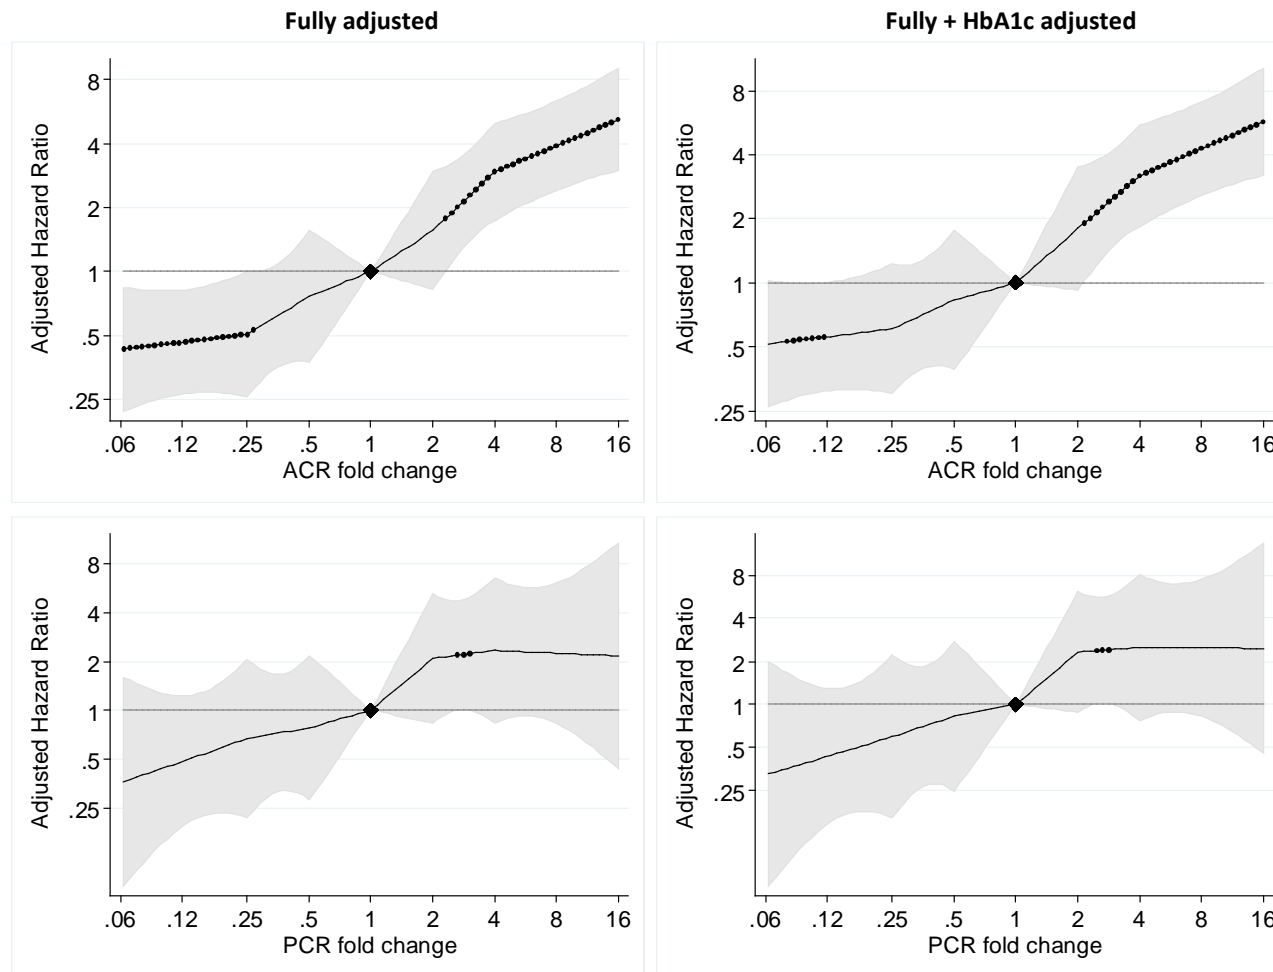 Fully adjusted
Fully + HbA1c adjusted
Adjusted Hazard Ratio
8
4
2
1
.5
.25
.06 .12 .25 .5 1 2 4 8 16
ACR fold change
Adjusted Hazard Ratio
8
4
2
1
.5
.25
.06 .12 .25 .5 1 2 4 8 16
ACR fold change
Adjusted Hazard Ratio
8
4
2
1
.5
.25
.06 .12 .25 .5 1 2 4 8 16
PCR fold change
Adjusted Hazard Ratio
8
4
2
1
.5
.25
.06 .12 .25 .5 1 2 4 8 16
PCR fold change